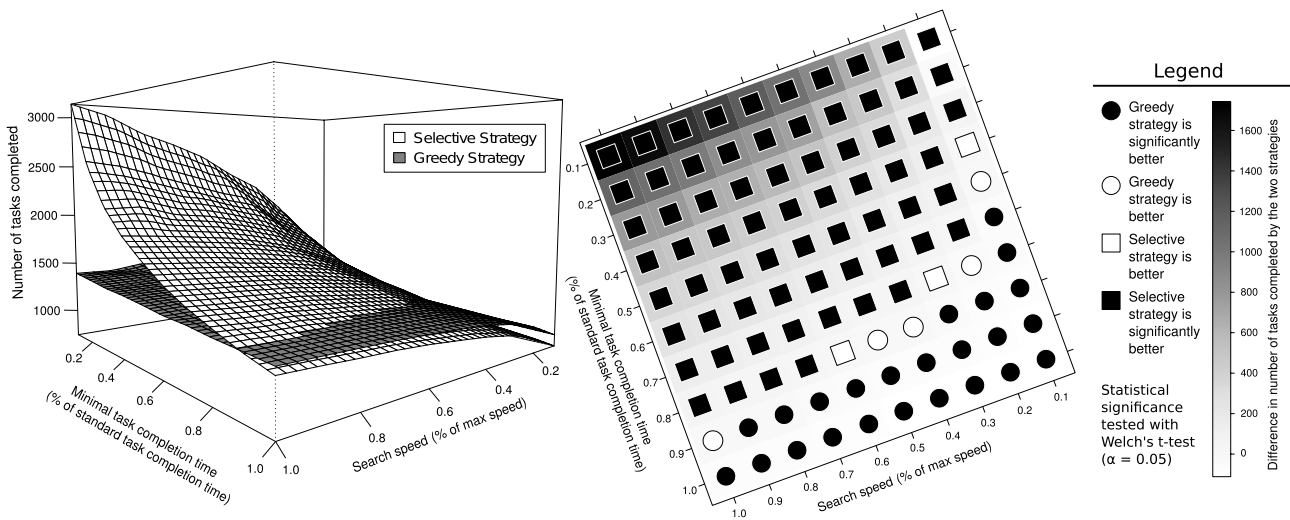 Number of tasks completed
3000
2500
2000
1500
1000
Selective Strategy
Greedy Strategy
0.2
0.4
0.6
0.8
1.0
Minimal task completion time
(% of standard task completion time)
1.0
0.8
0.6
0.4
0.2
Search speed (% of max speed)
0.1
0.2
0.3
0.4
0.5
0.6
0.7
0.8
0.9
1.0
Minimal task completion time
(% of standard task completion time)
1.0
0.9
0.8
0.7
0.6
0.5
0.4
0.3
0.2
0.1
Search speed (% of max speed)
Legend
Greedy
strategy is
significantly
better
Greedy
strategy is
better
Selective
strategy is
better
Selective
strategy is
significantly
better
Statistical
significance
tested with
Welch's t-test
(α = 0.05)
1600
1400
1200
1000
800
600
400
200
0
Difference in number of tasks completed by the two strategies